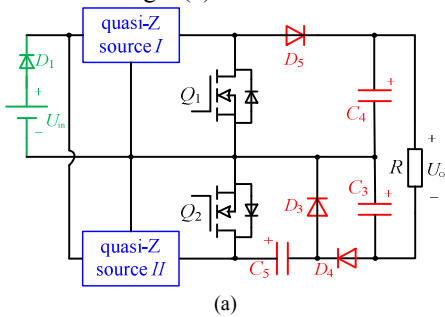 quasi-Z
source I
D1
D5
Q1
+
Uin
−
+
C4
R
+
Uo
−
Q2
D3
C3
+
quasi-Z
source II
+
C5
D4
(a)